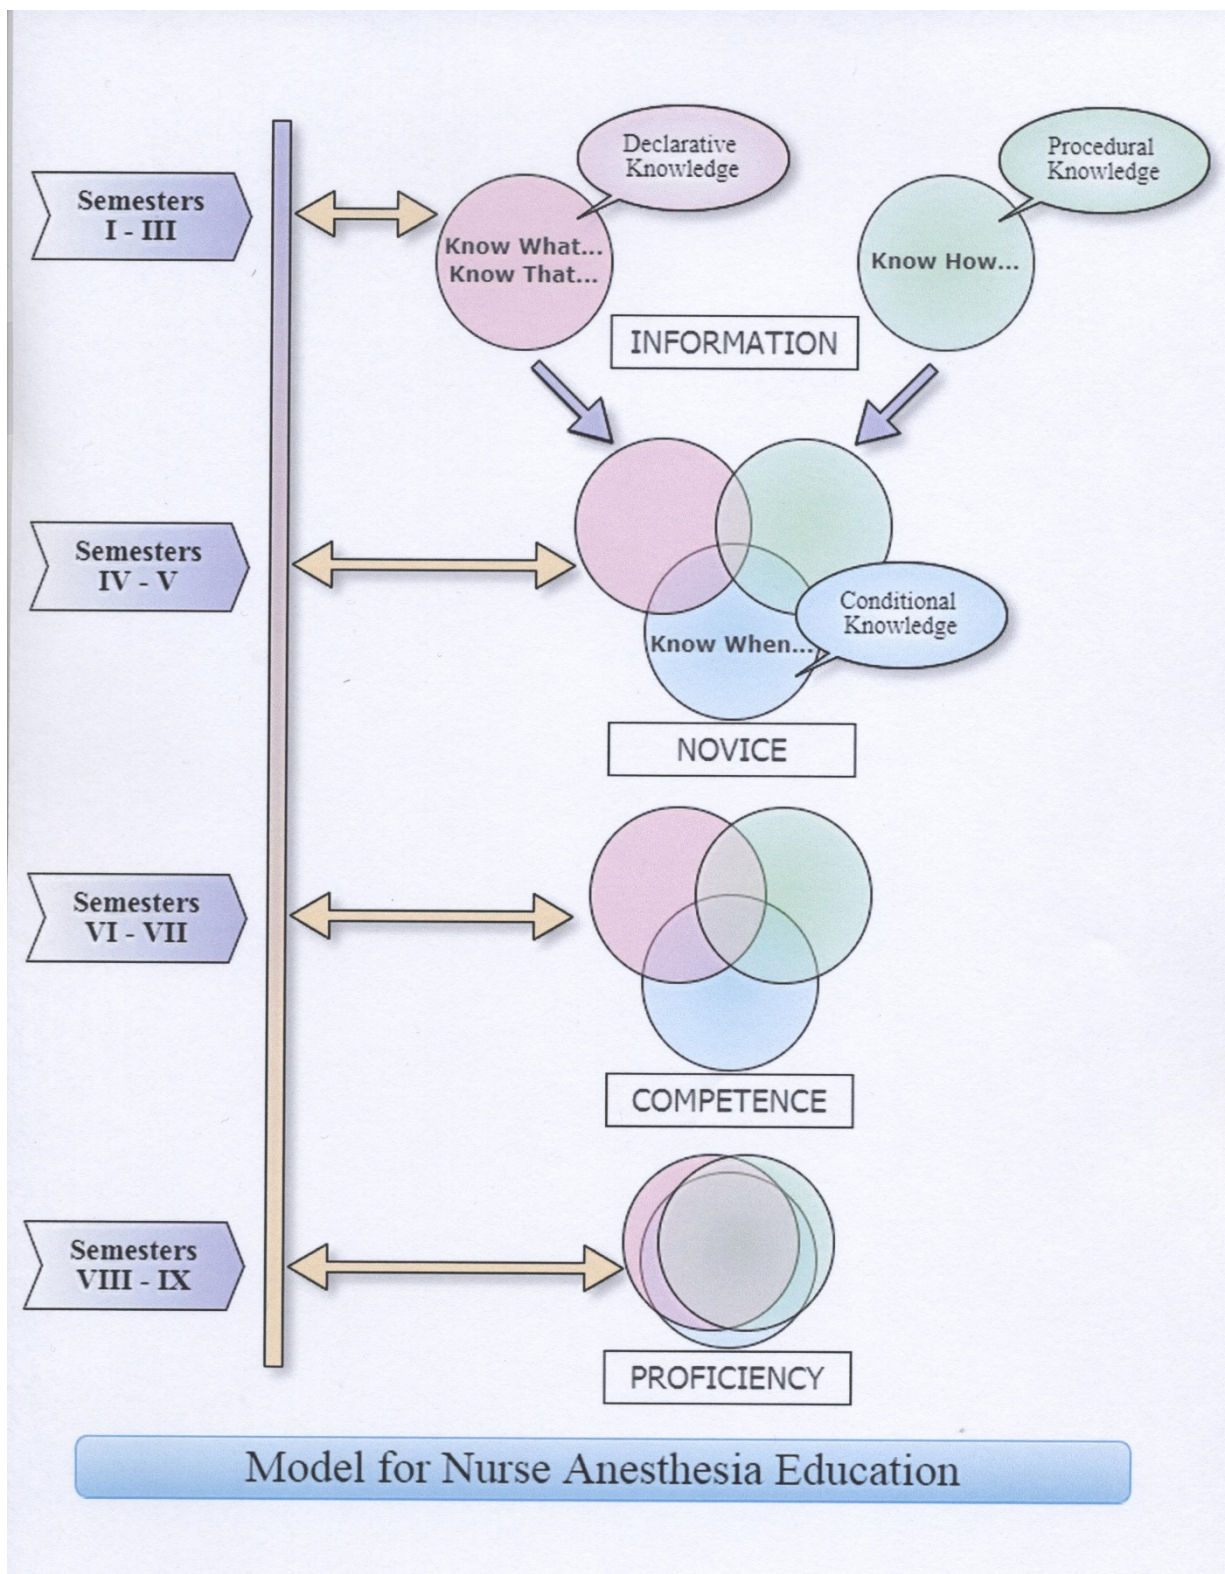 Declarative
Knowledge
Procedural
Knowledge
Semesters
I - III
Know What...
Know That...
Know How...
INFORMATION
Semesters
IV - V
Conditional
Knowledge
Know When...
NOVICE
Semesters
VI - VII
COMPETENCE
Semesters
VIII - IX
PROFICIENCY
Model for Nurse Anesthesia Education